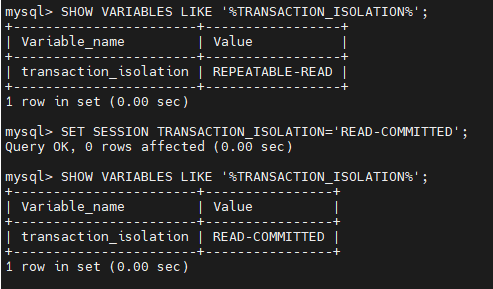 mysql> SHOW VARIABLES LIKE '%TRANSACTION_ISOLATION%';
+-----------------------+----------------+
| Variable_name         | Value          |
+-----------------------+----------------+
| transaction_isolation | REPEATABLE-READ |
+-----------------------+----------------+
1 row in set (0.00 sec)
mysql> SET SESSION TRANSACTION_ISOLATION='READ-COMMITTED';
Query OK, 0 rows affected (0.00 sec)
mysql> SHOW VARIABLES LIKE '%TRANSACTION_ISOLATION%';
+-----------------------+----------------+
| Variable_name         | Value          |
+-----------------------+----------------+
| transaction_isolation | READ-COMMITTED |
+-----------------------+----------------+
1 row in set (0.00 sec)